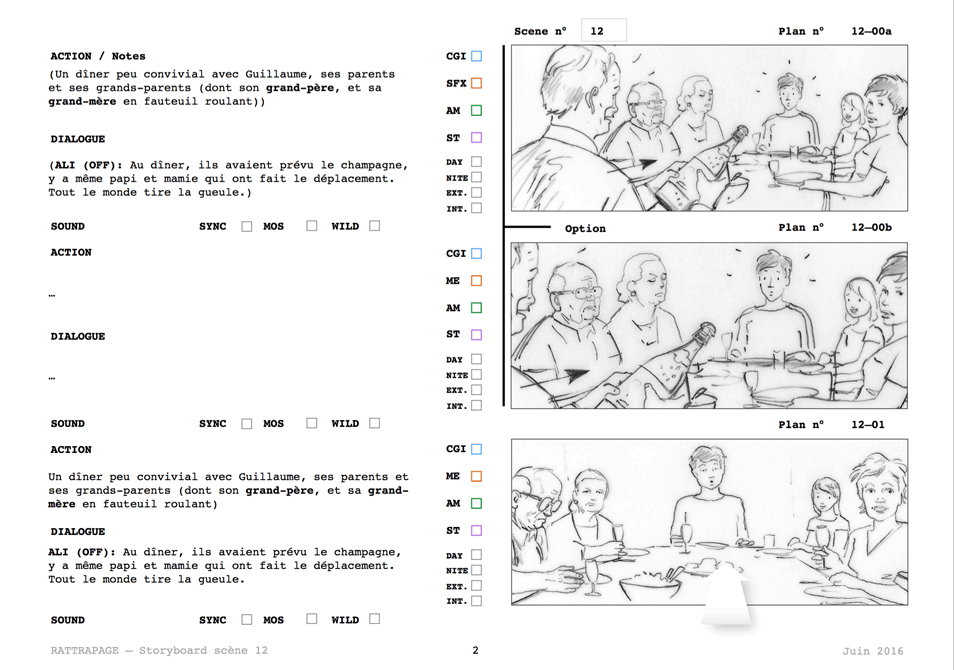 Scene nº 12 Plan nº 12—00a
ACTION / Notes
(Un dîner peu convivial avec Guillaume, ses parents
et ses grands-parents (dont son grand-père, et sa
grand-mère en fauteuil roulant))
DIALOGUE
(ALI (OFF): Au dîner, ils avaient prévu le champagne,
y a même papi et mamie qui ont fait le déplacement.
Tout le monde tire la gueule.)
SOUND SYNC MOS WILD
CGI
SFX
AM
ST
DAY
NITE
EXT.
INT.
Option Plan nº 12—00b
ACTION
…
DIALOGUE
…
SOUND SYNC MOS WILD
CGI
ME
AM
ST
DAY
NITE
EXT.
INT.
Plan nº 12—01
ACTION
Un dîner peu convivial avec Guillaume, ses parents et
ses grands-parents (dont son grand-père, et sa grand-
mère en fauteuil roulant)
DIALOGUE
ALI (OFF): Au dîner, ils avaient prévu le champagne,
y a même papi et mamie qui ont fait le déplacement.
Tout le monde tire la gueule.
SOUND SYNC MOS WILD
CGI
ME
AM
ST
DAY
NITE
EXT.
INT.
RATTRAPAGE — Storyboard scène 12 2 Juin 2016